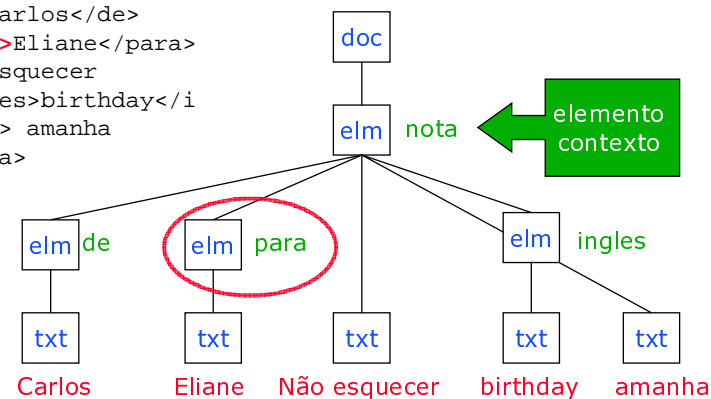 arlos</de>
>Eliane</para>
squecer
es>birthday</i
> amanha
a>
doc
elm nota
elemento
contexto
elm de
elm para
elm ingles
txt txt txt txt txt
Carlos Eliane Não esquecer birthday amanha